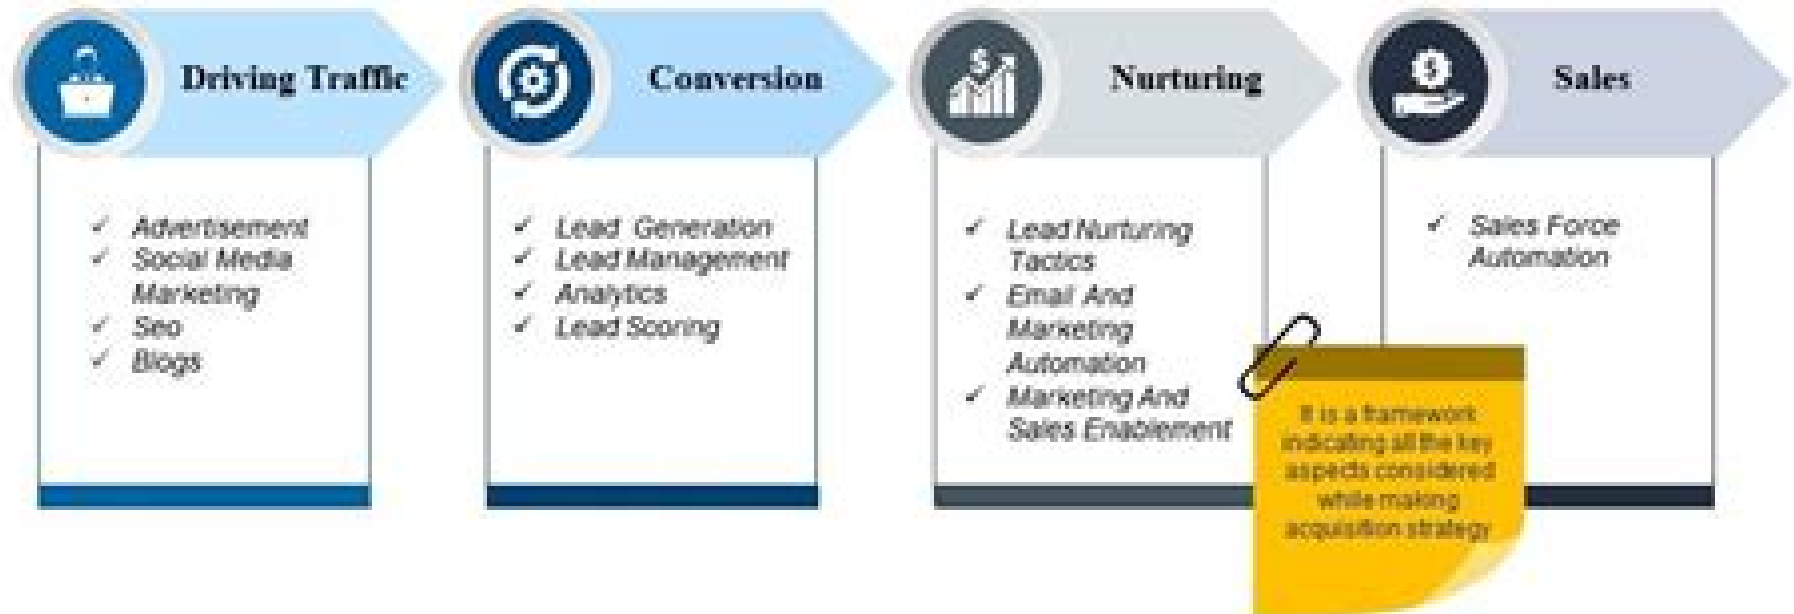 Driving Traffic
Advertisement
Social Media
Marketing
Seo
Blogs
Conversion
Lead Generation
Lead Management
Analytics
Lead Scoring
Nurturing
Lead Nurturing
Tactics
Email And
Marketing
Automation
Marketing And
Sales Enablement
Sales
Sales Force
Automation
It is a framework
indicating all the key
aspects considered
while making
acquisition strategy